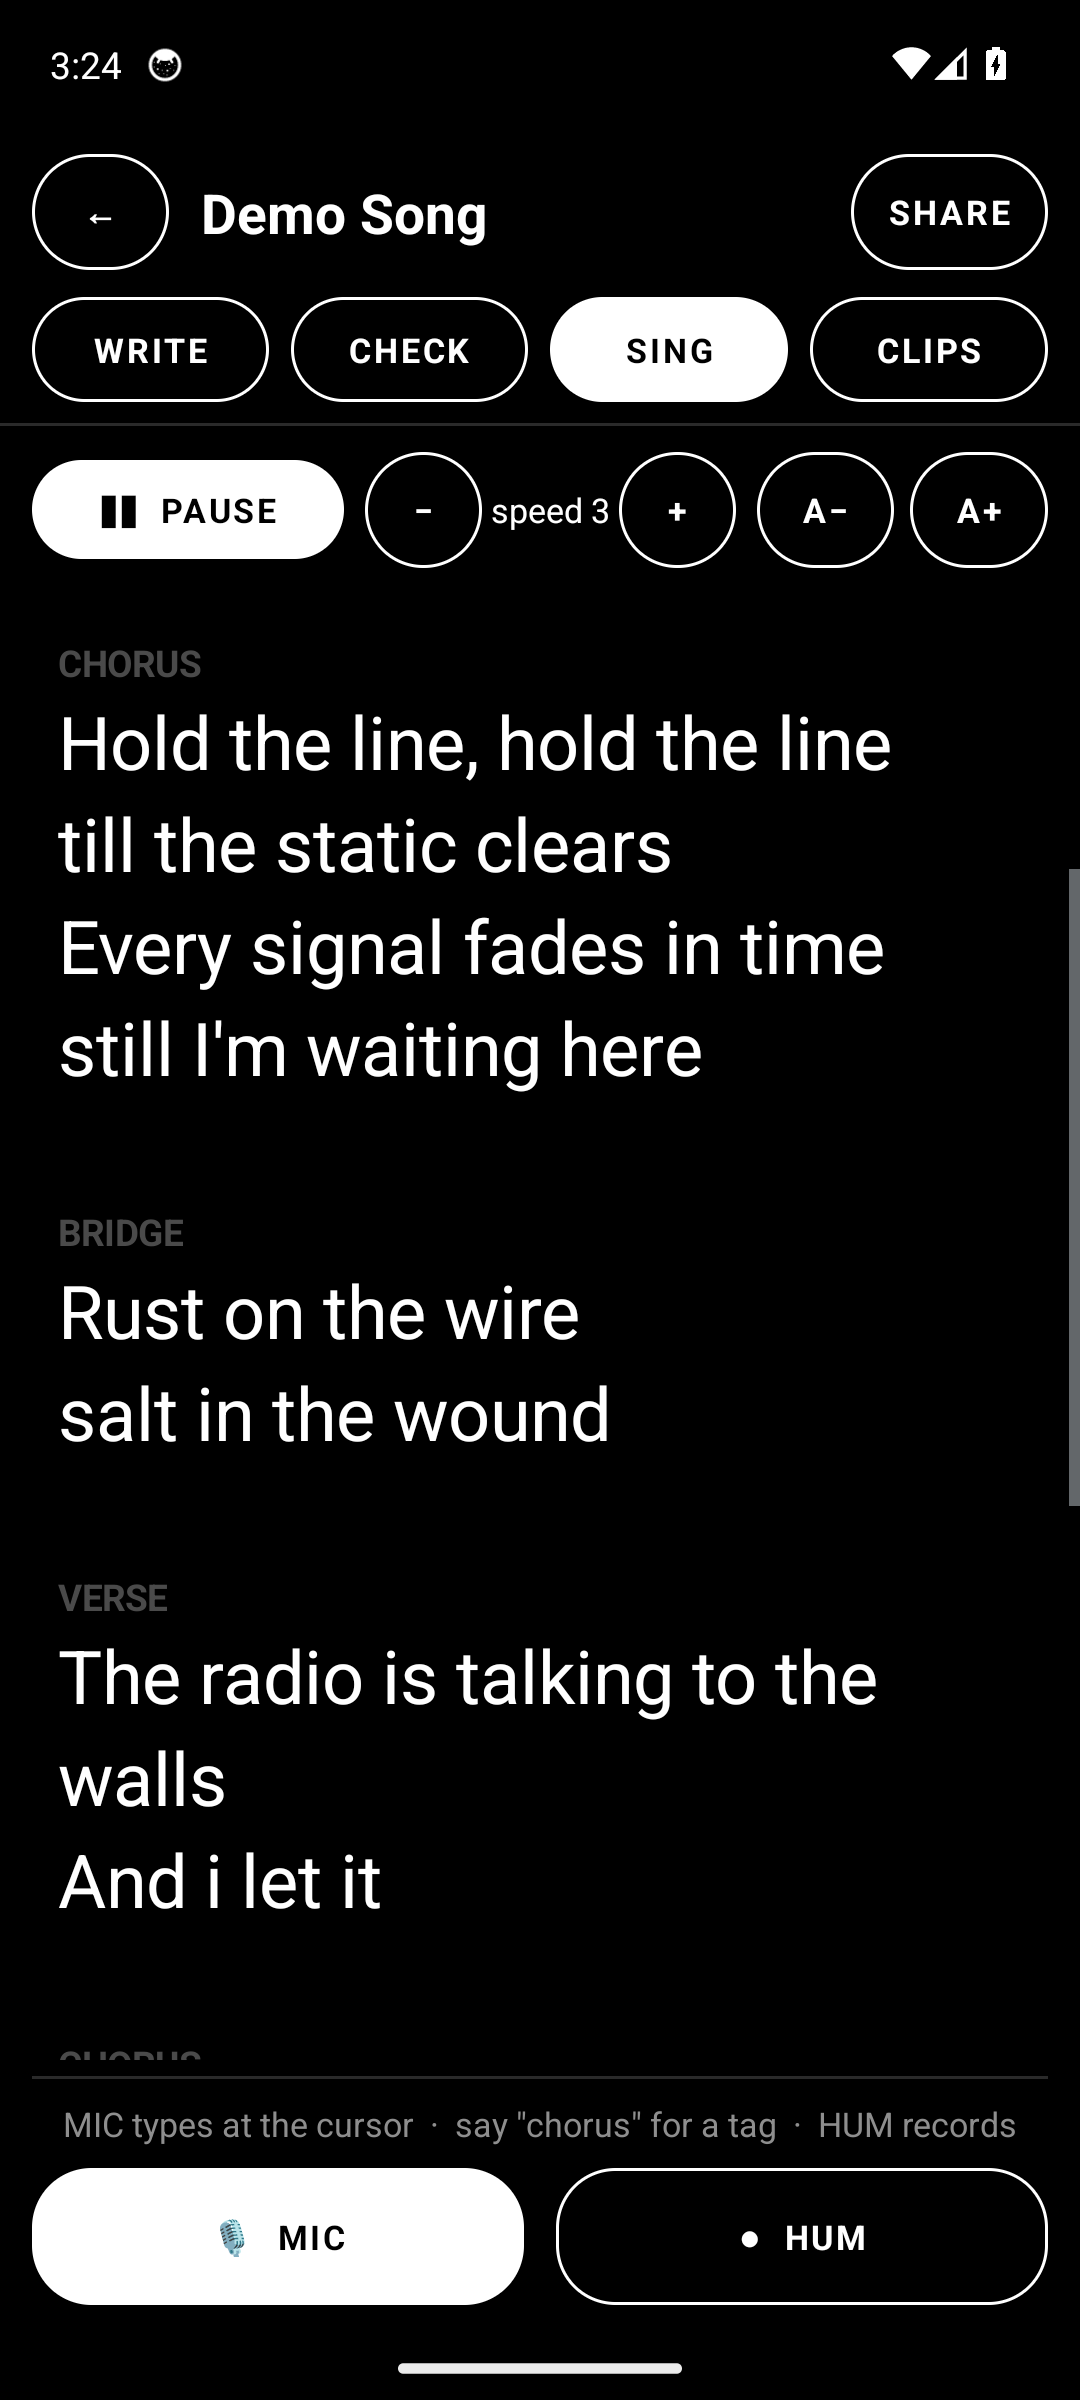 3:24
← Demo Song SHARE
WRITE CHECK SING CLIPS
PAUSE − speed 3 + A− A+
CHORUS
Hold the line, hold the line
till the static clears
Every signal fades in time
still I'm waiting here
BRIDGE
Rust on the wire
salt in the wound
VERSE
The radio is talking to the
walls
And i let it
CHORUS
MIC types at the cursor · say "chorus" for a tag · HUM records
MIC ● HUM